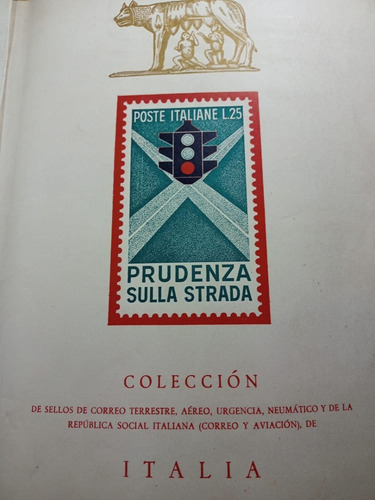 POSTE ITALIANE L.25
PRUDENZA
SULLA STRADA
COLECCIÓN
DE SELLOS DE CORREO TERRESTRE, AÉREO, URGENCIA, NEUMÁTICO Y DE LA
REPÚBLICA SOCIAL ITALIANA (CORREO Y AVIACIÓN), DE
ITALIA